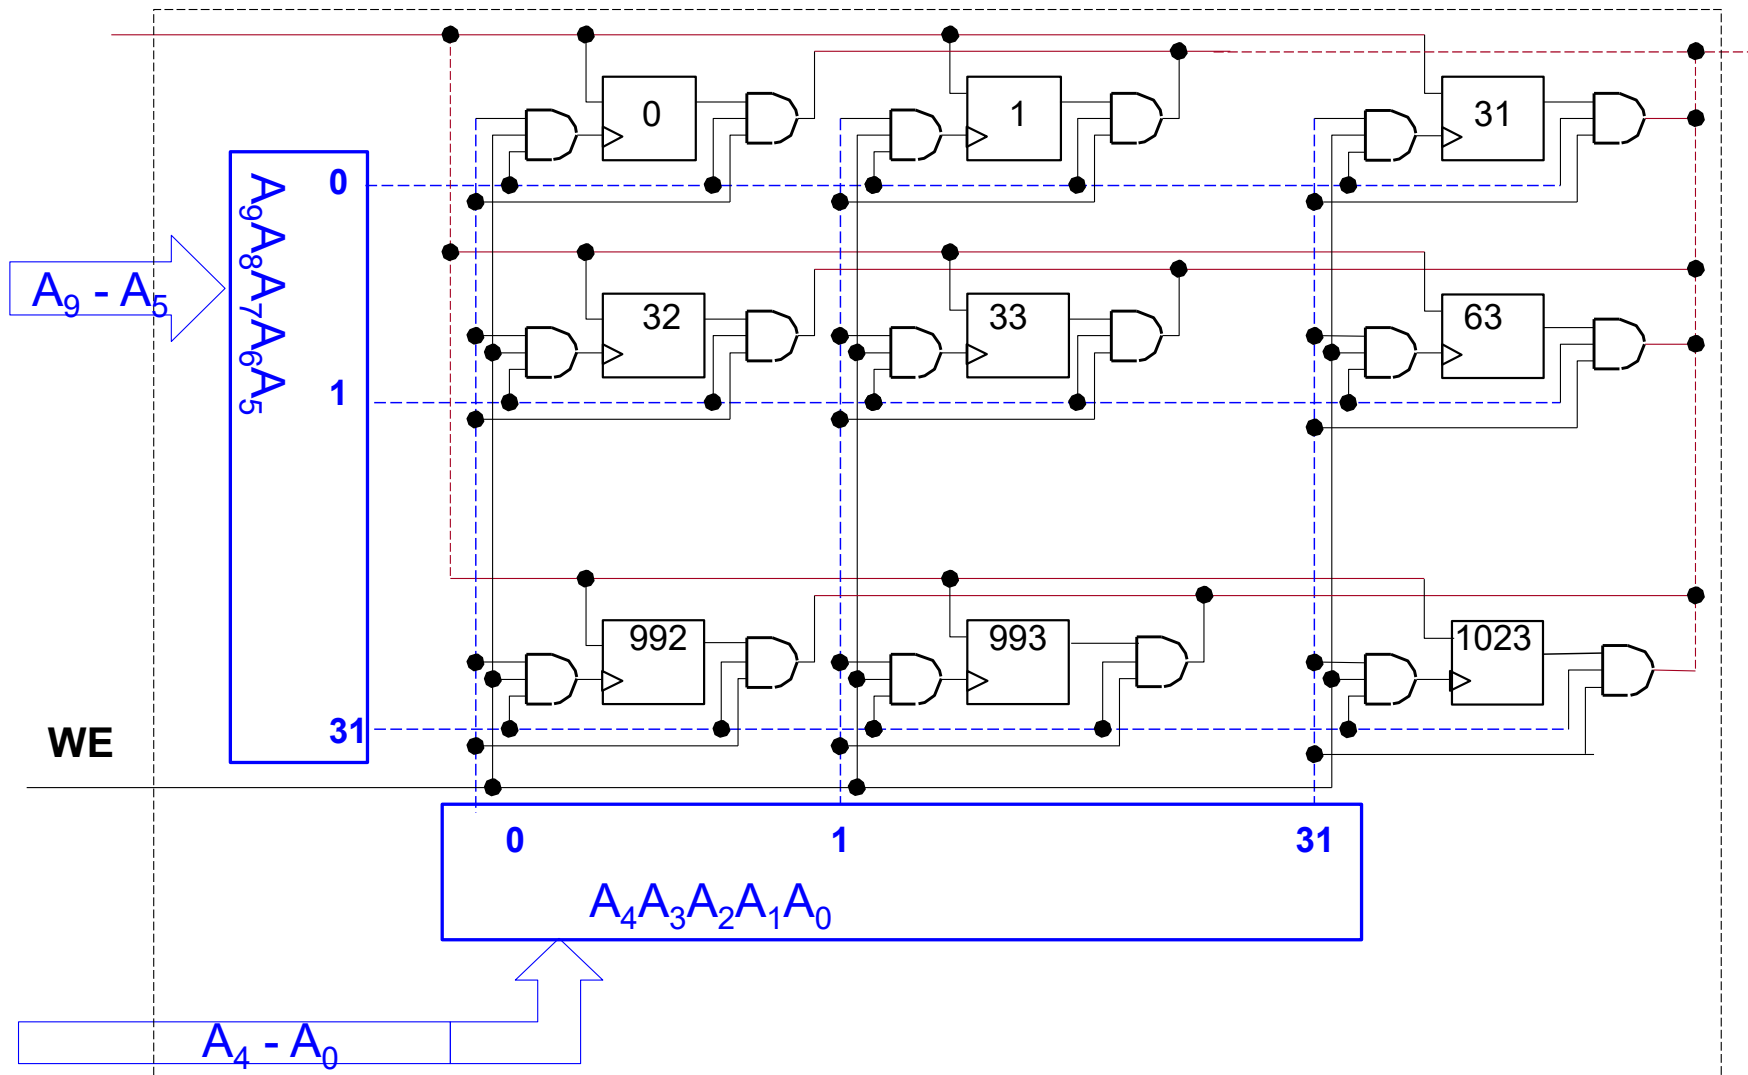 0 1 31
0
A₉A₈A₇A₆A₅
A₉ - A₅
32 33 63
1
992 993 1023
31
WE
0 1 31
A₄A₃A₂A₁A₀
A₄ - A₀